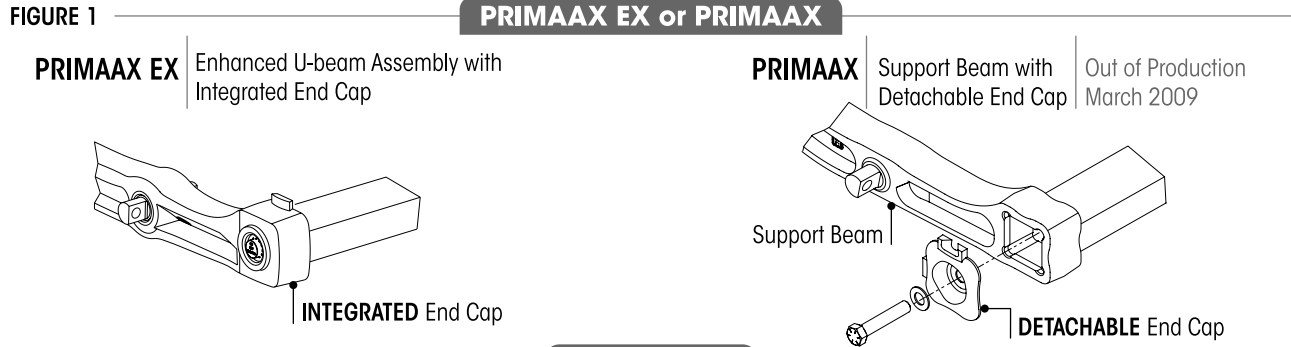 FIGURE 1
PRIMAAX EX or PRIMAAX
PRIMAAX EX
Enhanced U-beam Assembly with
Integrated End Cap
INTEGRATED End Cap
PRIMAAX
Support Beam with
Detachable End Cap
Out of Production
March 2009
Support Beam
DETACHABLE End Cap